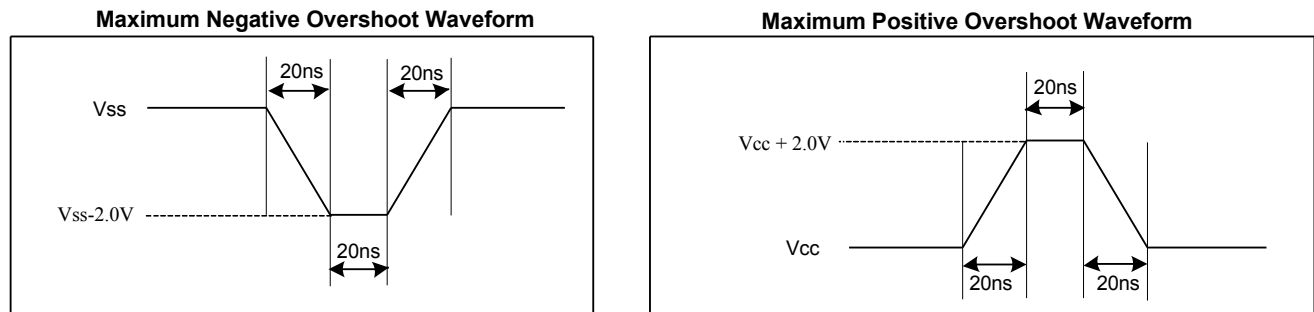 Maximum Negative Overshoot Waveform
20ns
20ns
Vss
Vss-2.0V
20ns
Maximum Positive Overshoot Waveform
20ns
Vcc + 2.0V
Vcc
20ns
20ns